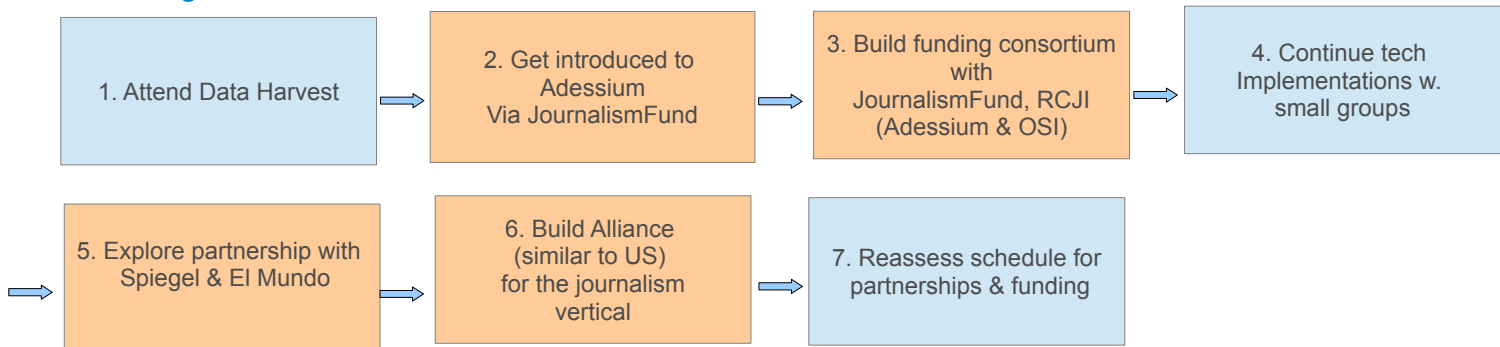 1. Attend Data Harvest
2. Get introduced to
Adessium
Via JournalismFund
3. Build funding consortium
with
JournalismFund, RCJI
(Adessium & OSI)
4. Continue tech
Implementations w.
small groups
5. Explore partnership with
Spiegel & El Mundo
6. Build Alliance
(similar to US)
for the journalism
vertical
7. Reassess schedule for
partnerships & funding